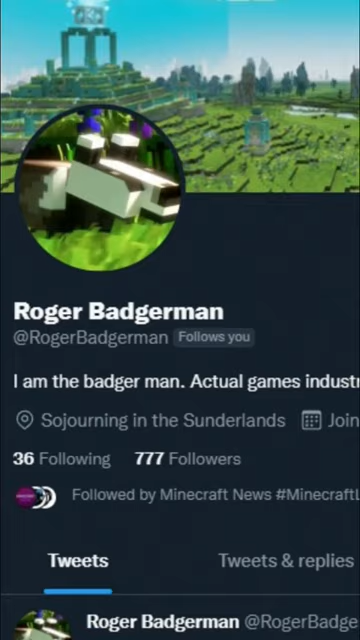 Roger Badgerman
@RogerBadgerman Follows you
I am the badger man. Actual games industr
Sojourning in the Sunderlands Join
36 Following 777 Followers
Followed by Minecraft News #MinecraftL
Tweets Tweets & replies
Roger Badgerman @RogerBadge